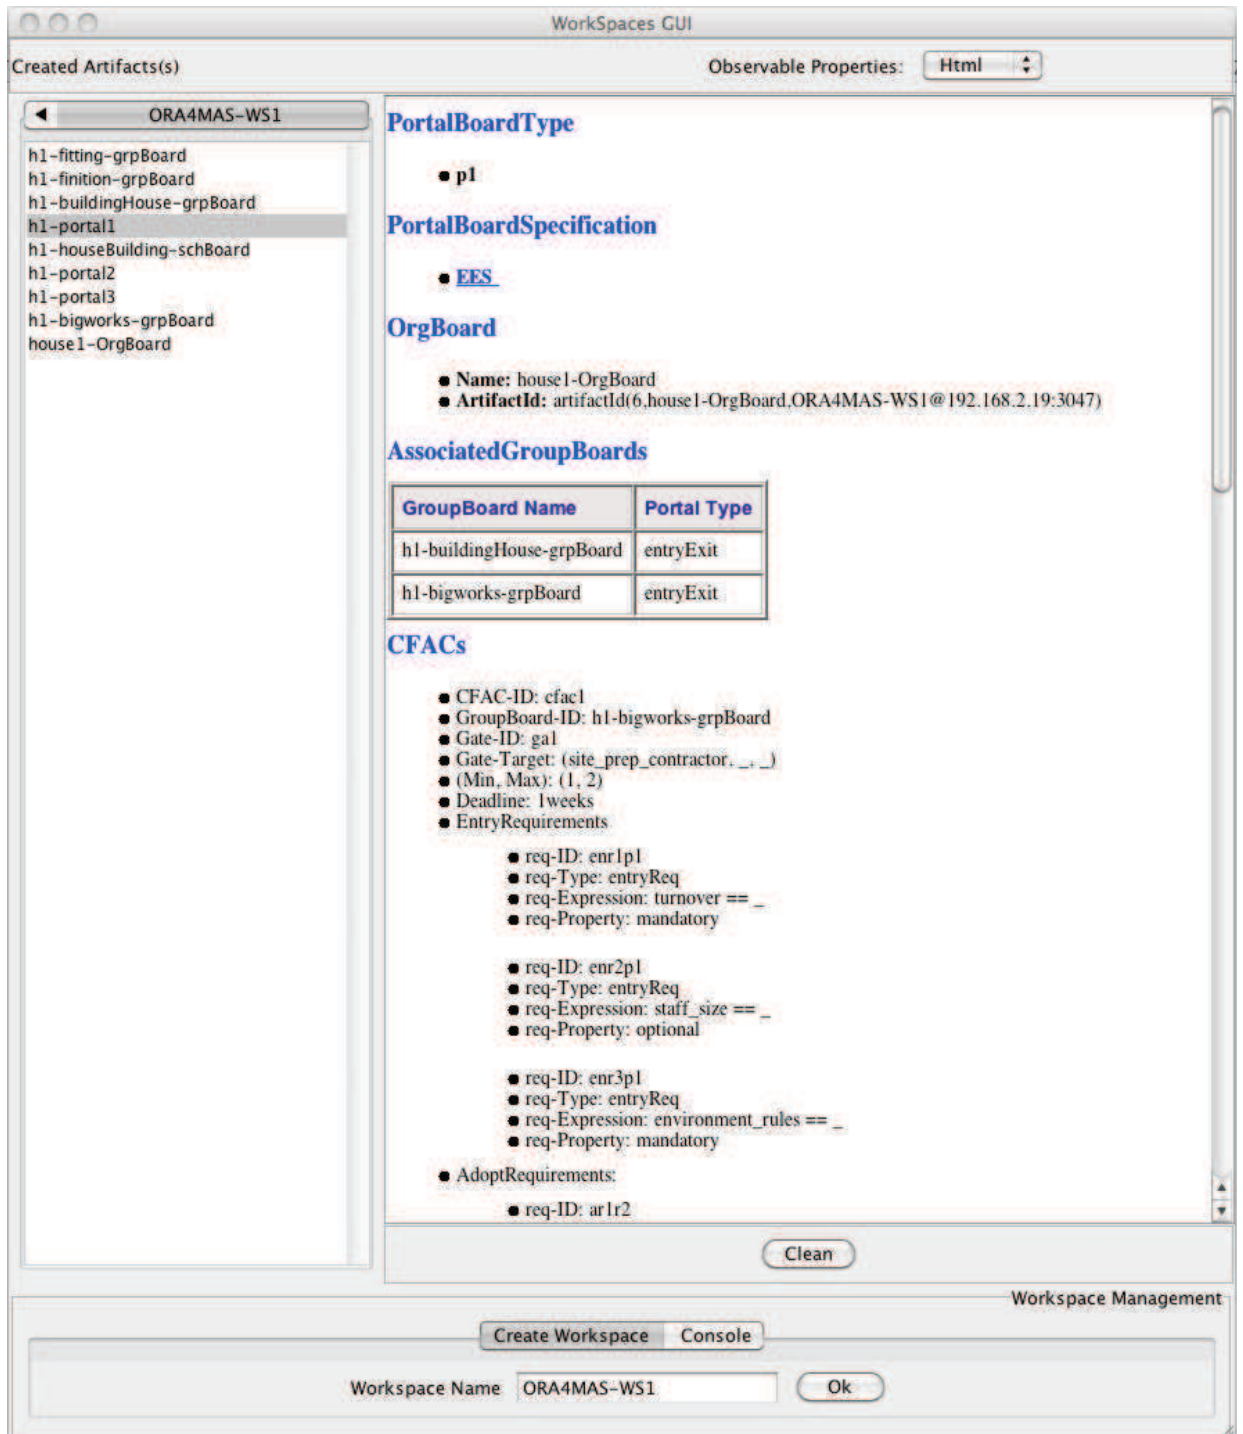 WorkSpaces GUI
Created Artifacts(s)
Observable Properties: Html
ORA4MAS-WS1
h1-fitting-grpBoard
h1-finition-grpBoard
h1-buildingHouse-grpBoard
h1-portal1
h1-houseBuilding-schBoard
h1-portal2
h1-portal3
h1-bigworks-grpBoard
house1-OrgBoard
PortalBoardType
p1
PortalBoardSpecification
EES
OrgBoard
Name: house1-OrgBoard
ArtifactId: artifactId(6,house1-OrgBoard,ORA4MAS-WS1@192.168.2.19:3047)
AssociatedGroupBoards
GroupBoard Name Portal Type
h1-buildingHouse-grpBoard entryExit
h1-bigworks-grpBoard entryExit
CFACs
CFAC-ID: cfac1
GroupBoard-ID: h1-bigworks-grpBoard
Gate-ID: ga1
Gate-Target: (site_prep_contractor, _, _)
(Min, Max): (1, 2)
Deadline: 1weeks
EntryRequirements
req-ID: enr1p1
req-Type: entryReq
req-Expression: turnover == _
req-Property: mandatory
req-ID: enr2p1
req-Type: entryReq
req-Expression: staff_size == _
req-Property: optional
req-ID: enr3p1
req-Type: entryReq
req-Expression: environment_rules == _
req-Property: mandatory
AdoptRequirements:
req-ID: ar1r2
Clean
Workspace Management
Create Workspace Console
Workspace Name ORA4MAS-WS1 Ok